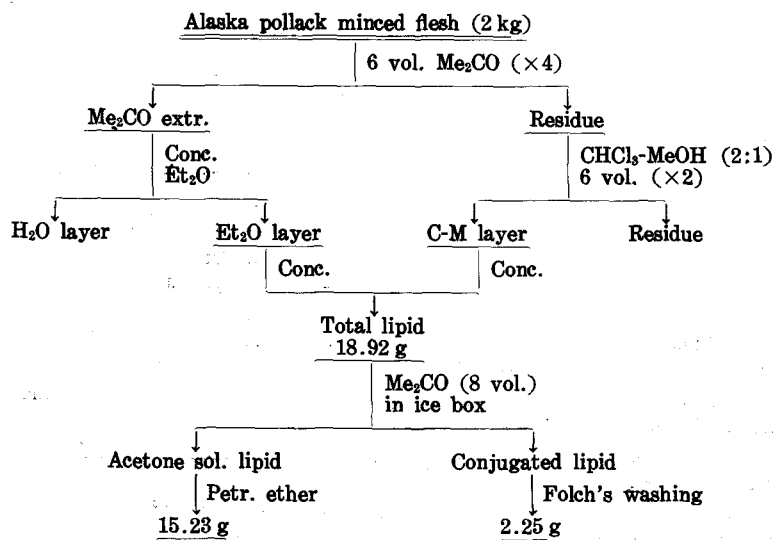 Alaska pollack minced flesh (2 kg)
6 vol. Me₂CO (×4)
Me₂CO extr.
Residue
Conc.
Et₂O
CHCl₃-MeOH (2:1)
6 vol. (×2)
H₂O layer
Et₂O layer
C-M layer
Residue
Conc.
Conc.
Total lipid
18.92 g
Me₂CO (8 vol.)
in ice box
Acetone sol. lipid
Conjugated lipid
Petr. ether
Folch's washing
15.23 g
2.25 g